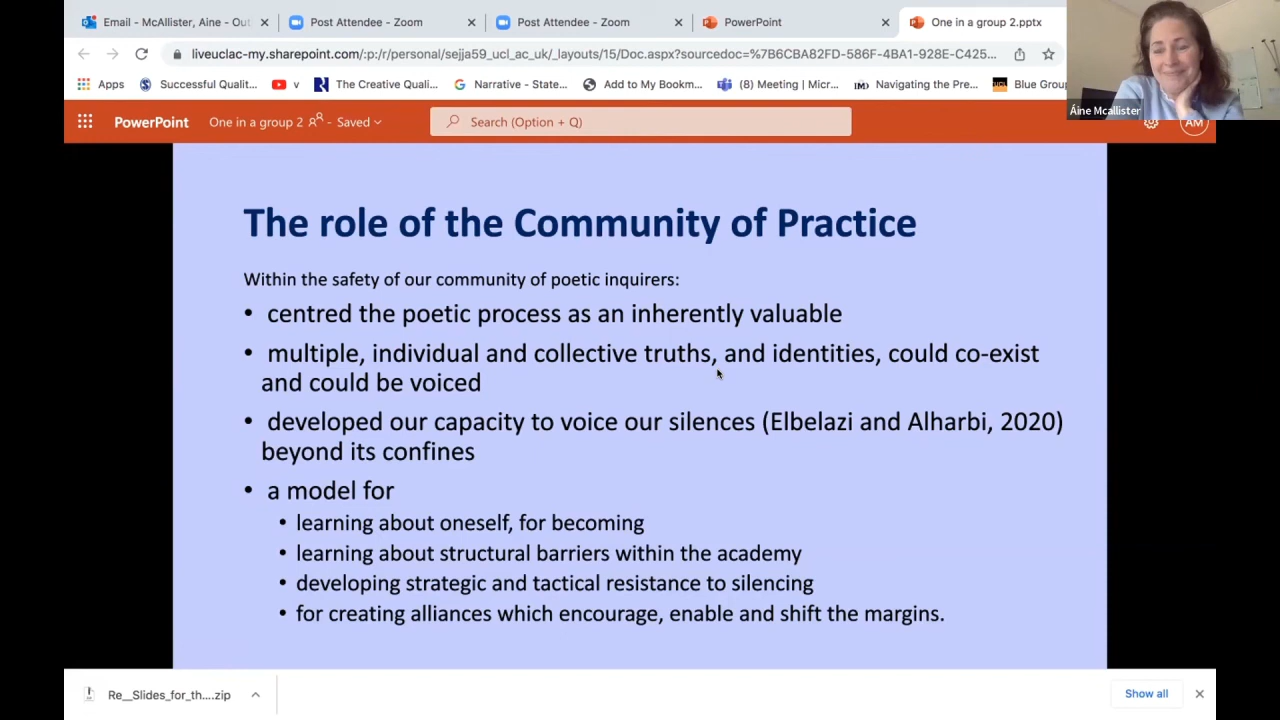 Email - McAllister, Áine - Out
Post Attendee - Zoom
Post Attendee - Zoom
PowerPoint
One in a group 2.pptx
liveuclac-my.sharepoint.com/:p:/r/personal/sejja59_ucl_ac_uk/_layouts/15/Doc.aspx?sourcedoc=%7B6CBA82FD-586F-4BA1-928E-C425...
Apps
Successful Qualit...
The Creative Quali...
Narrative - State...
Add to My Bookm...
(8) Meeting | Micr...
Navigating the Pre...
Blue Group
Áine Mcallister
PowerPoint
One in a group 2 - Saved
Search (Option + Q)
AM
The role of the Community of Practice
Within the safety of our community of poetic inquirers:
• centred the poetic process as an inherently valuable
• multiple, individual and collective truths, and identities, could co-exist
and could be voiced
• developed our capacity to voice our silences (Elbelazi and Alharbi, 2020)
beyond its confines
• a model for
• learning about oneself, for becoming
• learning about structural barriers within the academy
• developing strategic and tactical resistance to silencing
• for creating alliances which encourage, enable and shift the margins.
Re__Slides_for_th....zip
Show all